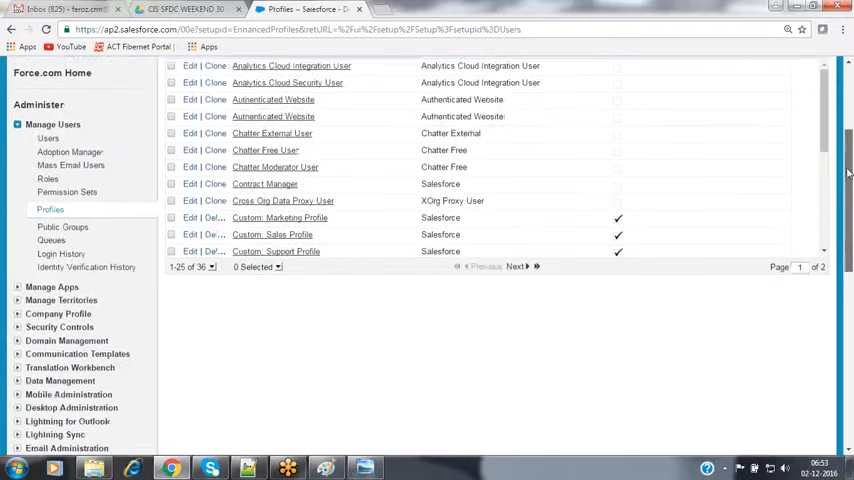 Inbox (825) - feroz.crm@
CIS SFDC WEEKEND 30
Profiles ~ Salesforce - D
https://ap2.salesforce.com/00e?setupid=EnhancedProfiles&retURL=%2Fui%2Fsetup%2FSetup%3Fsetupid%3DUsers
Apps YouTube ACT Fibernet Portal Apps
Force.com Home
Administer
Manage Users
Users
Adoption Manager
Mass Email Users
Roles
Permission Sets
Profiles
Public Groups
Queues
Login History
Identity Verification History
Manage Apps
Manage Territories
Company Profile
Security Controls
Domain Management
Communication Templates
Translation Workbench
Data Management
Mobile Administration
Desktop Administration
Lightning for Outlook
Lightning Sync
Email Administration
Edit | Clone Analytics Cloud Integration User Analytics Cloud Integration User
Edit | Clone Analytics Cloud Security User Analytics Cloud Integration User
Edit | Clone Authenticated Website Authenticated Website
Edit | Clone Authenticated Website Authenticated Website
Edit | Clone Chatter External User Chatter External
Edit | Clone Chatter Free User Chatter Free
Edit | Clone Chatter Moderator User Chatter Free
Edit | Clone Contract Manager Salesforce
Edit | Clone Cross Org Data Proxy User XOrg Proxy User
Edit | Del... Custom: Marketing Profile Salesforce
Edit | Del... Custom: Sales Profile Salesforce
Edit | Del... Custom: Support Profile Salesforce
1-25 of 36 0 Selected Previous Next Page 1 of 2
06:53
02-12-2016